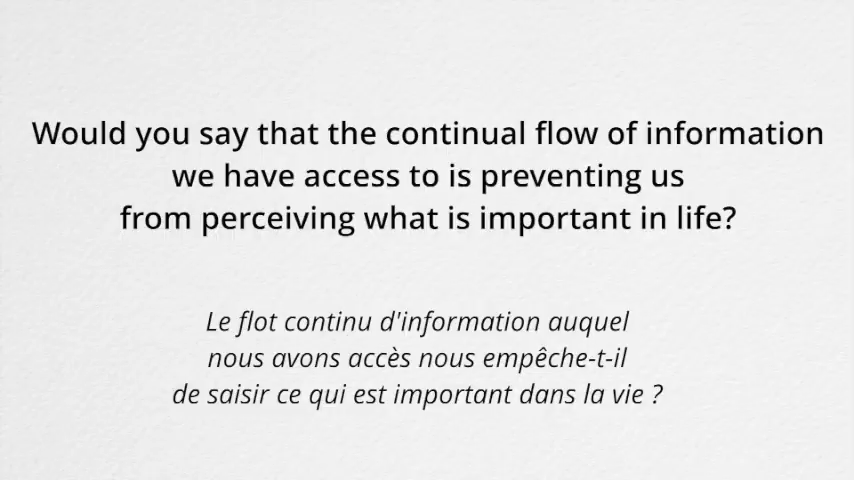 Would you say that the continual flow of information
we have access to is preventing us
from perceiving what is important in life?
Le flot continu d'information auquel
nous avons accès nous empêche-t-il
de saisir ce qui est important dans la vie ?